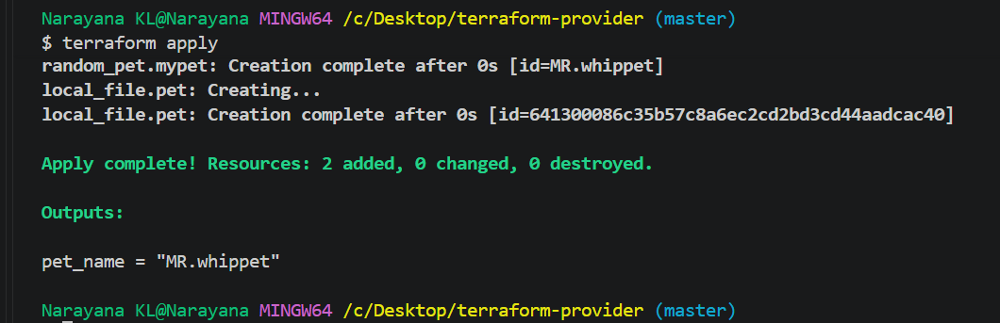 Narayana KL@Narayana MINGW64 /c/Desktop/terraform-provider (master)
$ terraform apply
random_pet.mypet: Creation complete after 0s [id=MR.whippet]
local_file.pet: Creating...
local_file.pet: Creation complete after 0s [id=641300086c35b57c8a6ec2cd2bd3cd44aadcac40]
Apply complete! Resources: 2 added, 0 changed, 0 destroyed.
Outputs:
pet_name = "MR.whippet"
Narayana KL@Narayana MINGW64 /c/Desktop/terraform-provider (master)